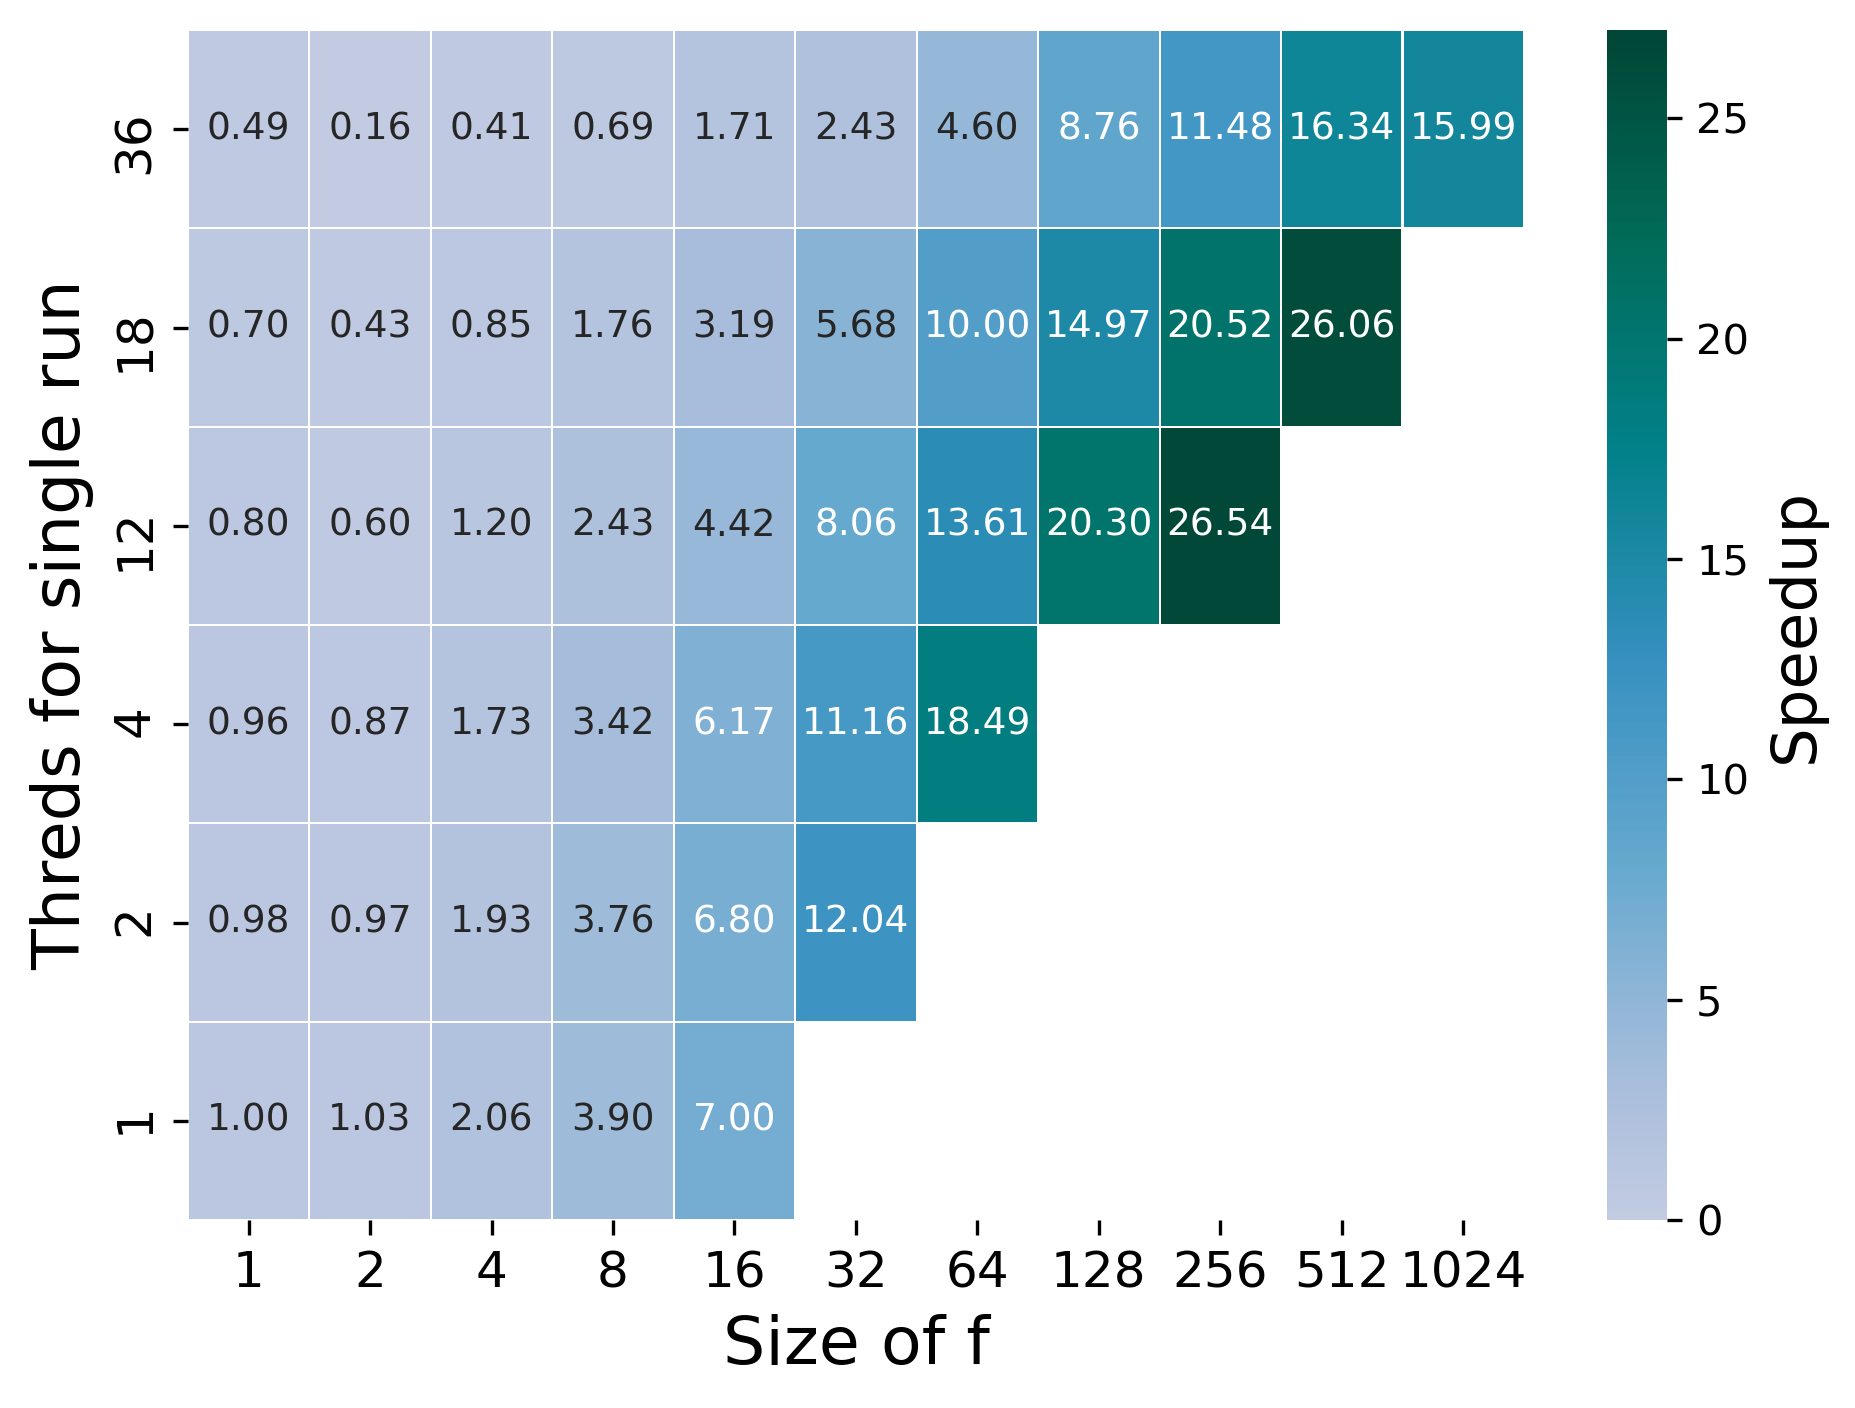 36 0.49 0.16 0.41 0.69 1.71 2.43 4.60 8.76 11.48 16.34 15.99
18 0.70 0.43 0.85 1.76 3.19 5.68 10.00 14.97 20.52 26.06
12 0.80 0.60 1.20 2.43 4.42 8.06 13.61 20.30 26.54
4 0.96 0.87 1.73 3.42 6.17 11.16 18.49
2 0.98 0.97 1.93 3.76 6.80 12.04
1 1.00 1.03 2.06 3.90 7.00
1 2 4 8 16 32 64 128 256 512 1024
Size of f
Threds for single run
25
20
15
10
5
0
Speedup